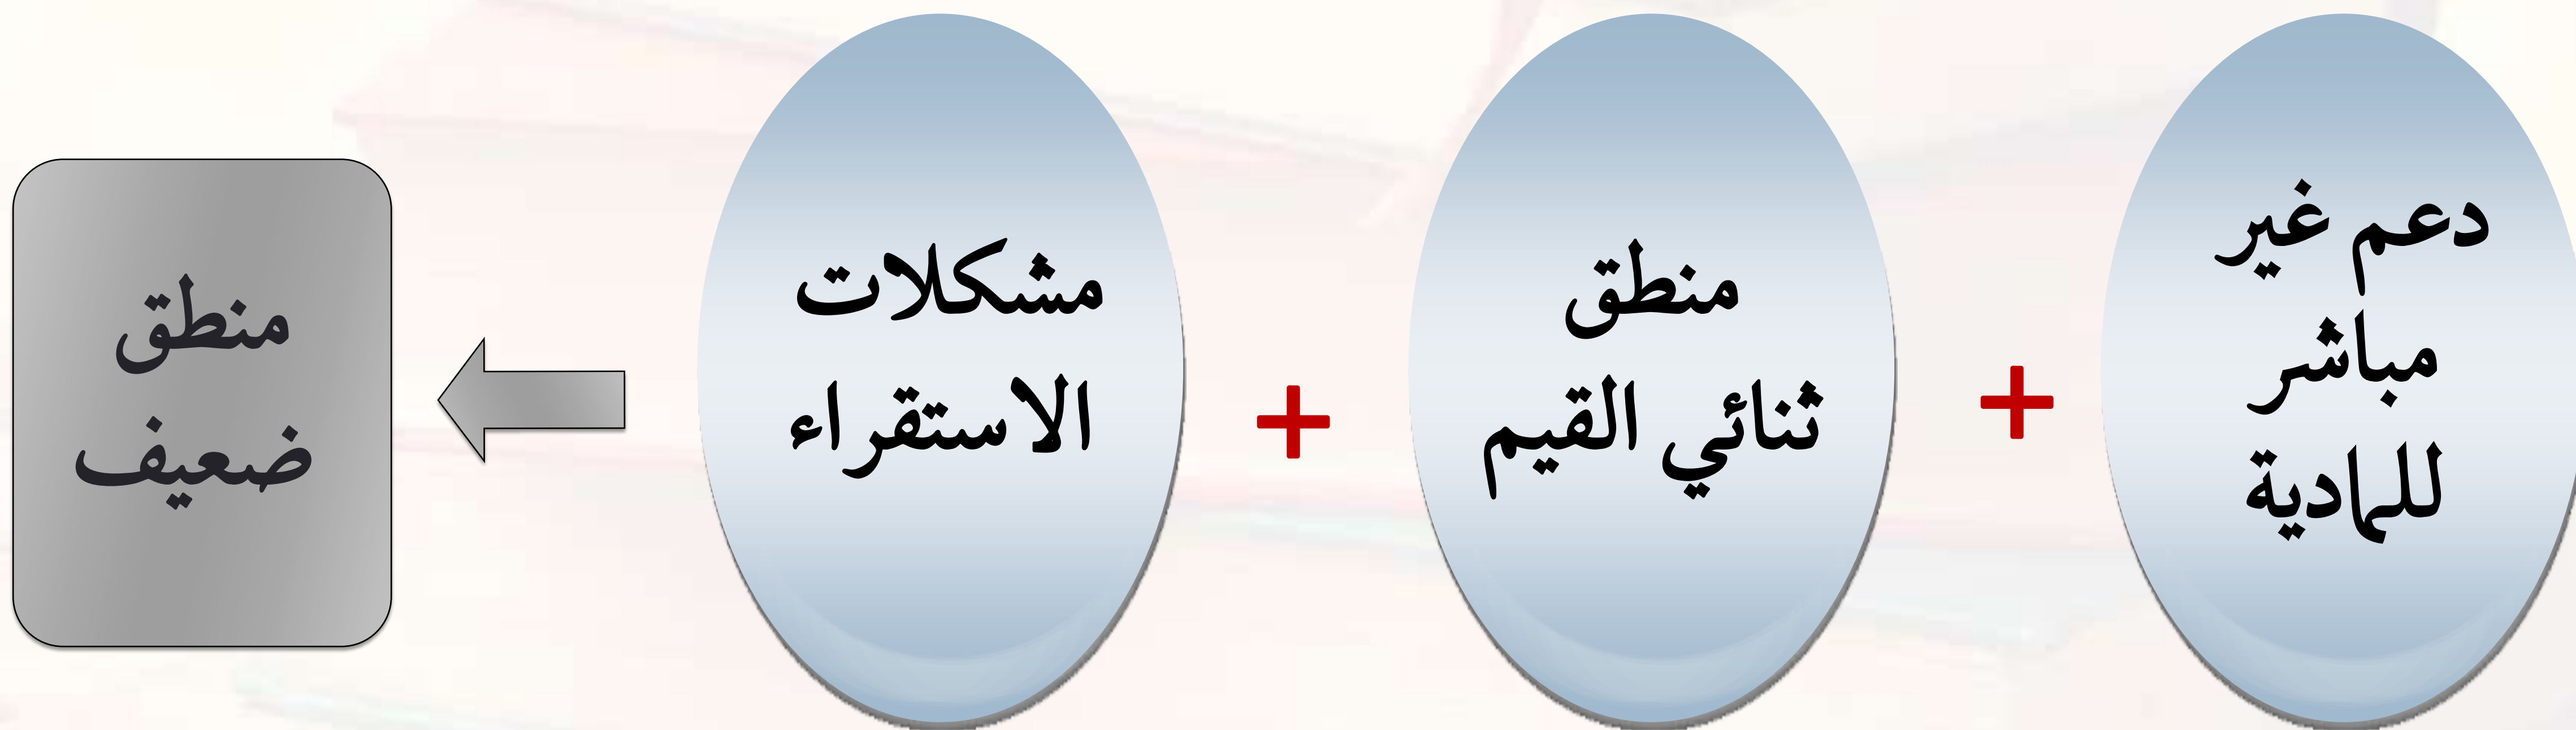 دعم غير
مباشر
للمادية
+
منطق
ثنائي القيم
+
مشكلات
الاستقراء
منطق
ضعيف